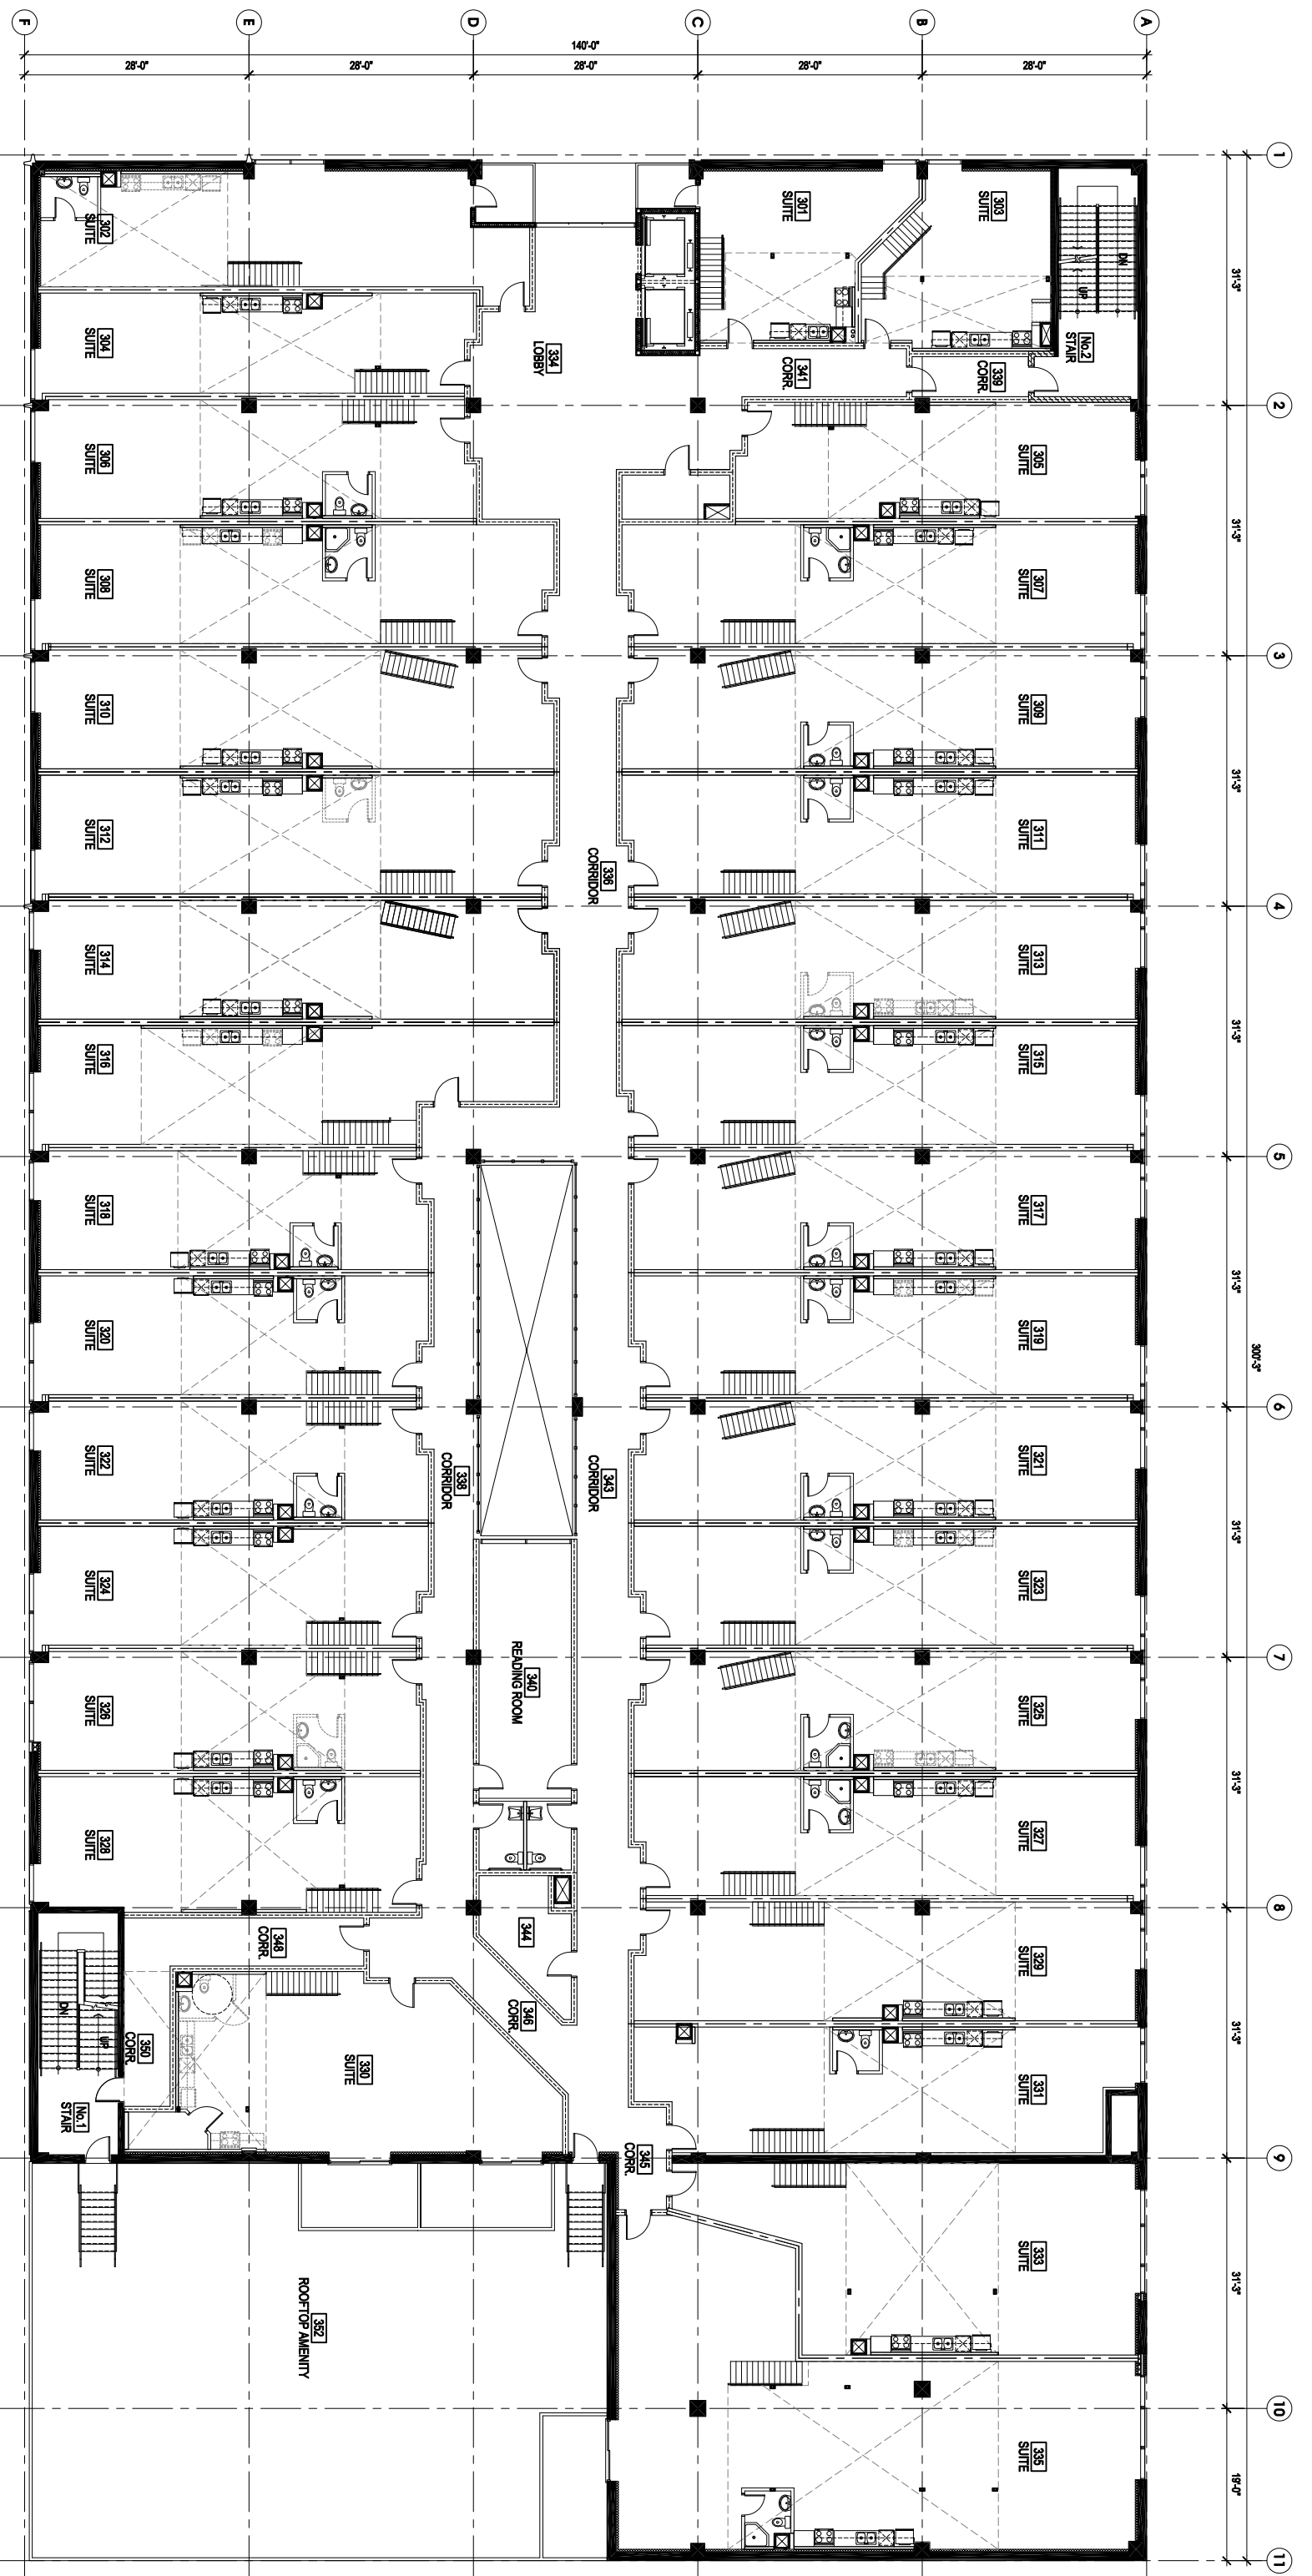 F
E
D
C
B
A
140'-0"
28'-0"
28'-0"
28'-0"
28'-0"
28'-0"
1
2
3
4
5
6
7
8
9
10
11
300'-3"
31'-3"
31'-3"
31'-3"
31'-3"
31'-3"
31'-3"
31'-3"
31'-3"
31'-3"
19'-0"
302
SUITE
301
SUITE
303
SUITE
DN
UP
No.2
STAIR
304
SUITE
334
LOBBY
341
CORR.
339
CORR.
306
SUITE
305
SUITE
308
SUITE
307
SUITE
310
SUITE
309
SUITE
312
SUITE
336
CORRIDOR
311
SUITE
314
SUITE
313
SUITE
316
SUITE
315
SUITE
318
SUITE
317
SUITE
320
SUITE
319
SUITE
322
SUITE
338
CORRIDOR
343
CORRIDOR
321
SUITE
324
SUITE
323
SUITE
326
SUITE
340
READING ROOM
325
SUITE
328
SUITE
327
SUITE
348
CORR.
344
329
SUITE
346
CORR.
DN
UP
350
CORR.
330
SUITE
331
SUITE
No.1
STAIR
345
CORR.
333
SUITE
352
ROOFTOP AMENITY
335
SUITE